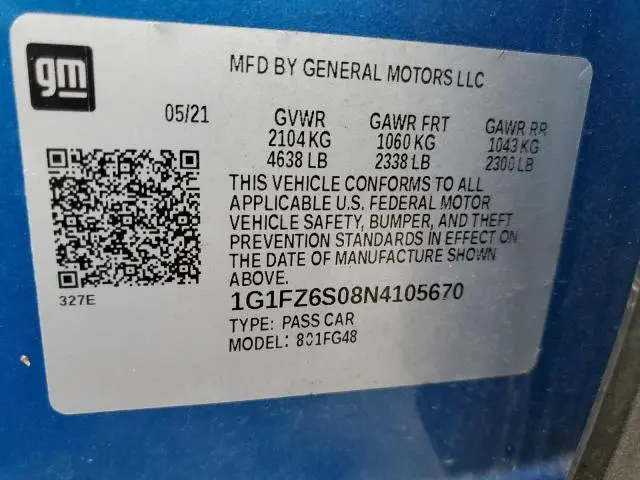 gm
MFD BY GENERAL MOTORS LLC
05/21 GVWR GAWR FRT GAWR RR
2104 KG 1060 KG 1043 KG
4638 LB 2338 LB 2300 LB
THIS VEHICLE CONFORMS TO ALL
APPLICABLE U.S. FEDERAL MOTOR
VEHICLE SAFETY, BUMPER, AND THEFT
PREVENTION STANDARDS IN EFFECT ON
THE DATE OF MANUFACTURE SHOWN
ABOVE.
327E
1G1FZ6S08N4105670
TYPE: PASS CAR
MODEL: 801FG48